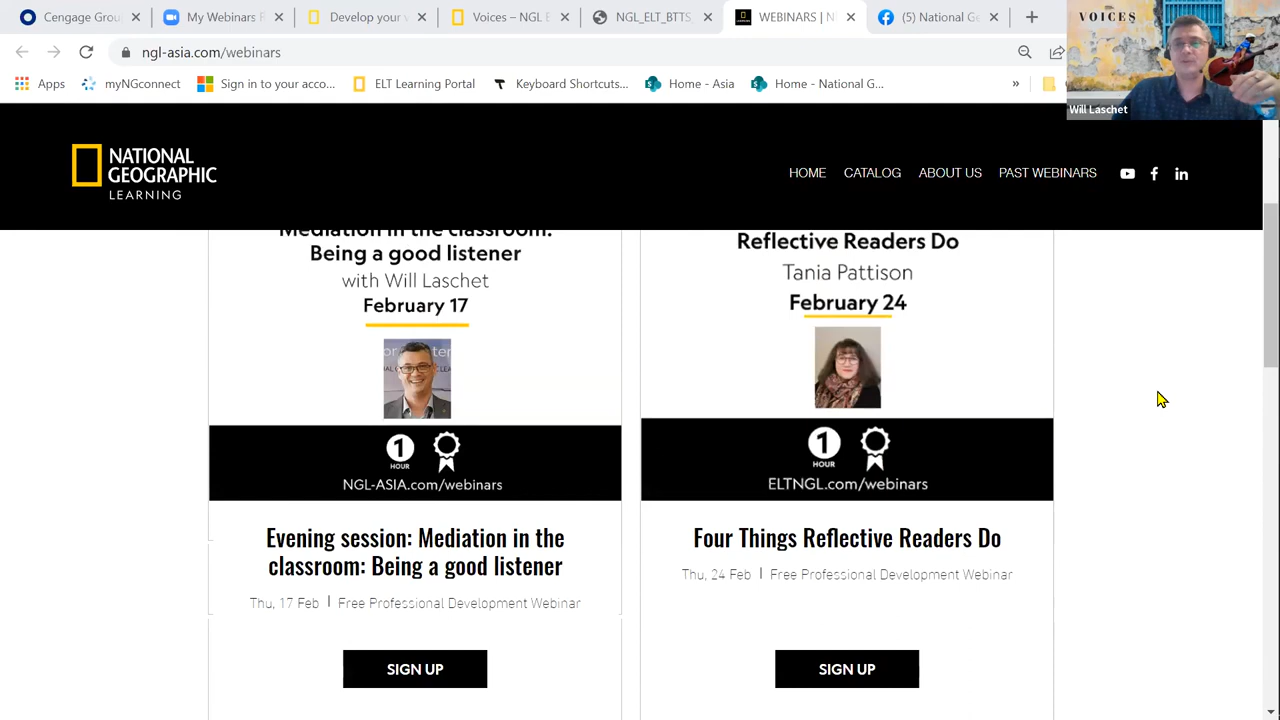 engage Group
My Webinars
Develop your
Voices – NGL
NGL_ELT_BTTS_
WEBINARS | N
(5) National G
VOICES
ngl-asia.com/webinars
Apps
myNGconnect
Sign in to your acco...
ELT Learning Portal
Keyboard Shortcuts...
Home - Asia
Home - National G...
»
Will Laschet
NATIONAL
GEOGRAPHIC
LEARNING
HOME
CATALOG
ABOUT US
PAST WEBINARS
Mediation in the classroom:
Being a good listener
with Will Laschet
February 17
1
HOUR
NGL-ASIA.com/webinars
Evening session: Mediation in the
classroom: Being a good listener
Thu, 17 Feb | Free Professional Development Webinar
SIGN UP
Reflective Readers Do
Tania Pattison
February 24
1
HOUR
ELTNGL.com/webinars
Four Things Reflective Readers Do
Thu, 24 Feb | Free Professional Development Webinar
SIGN UP